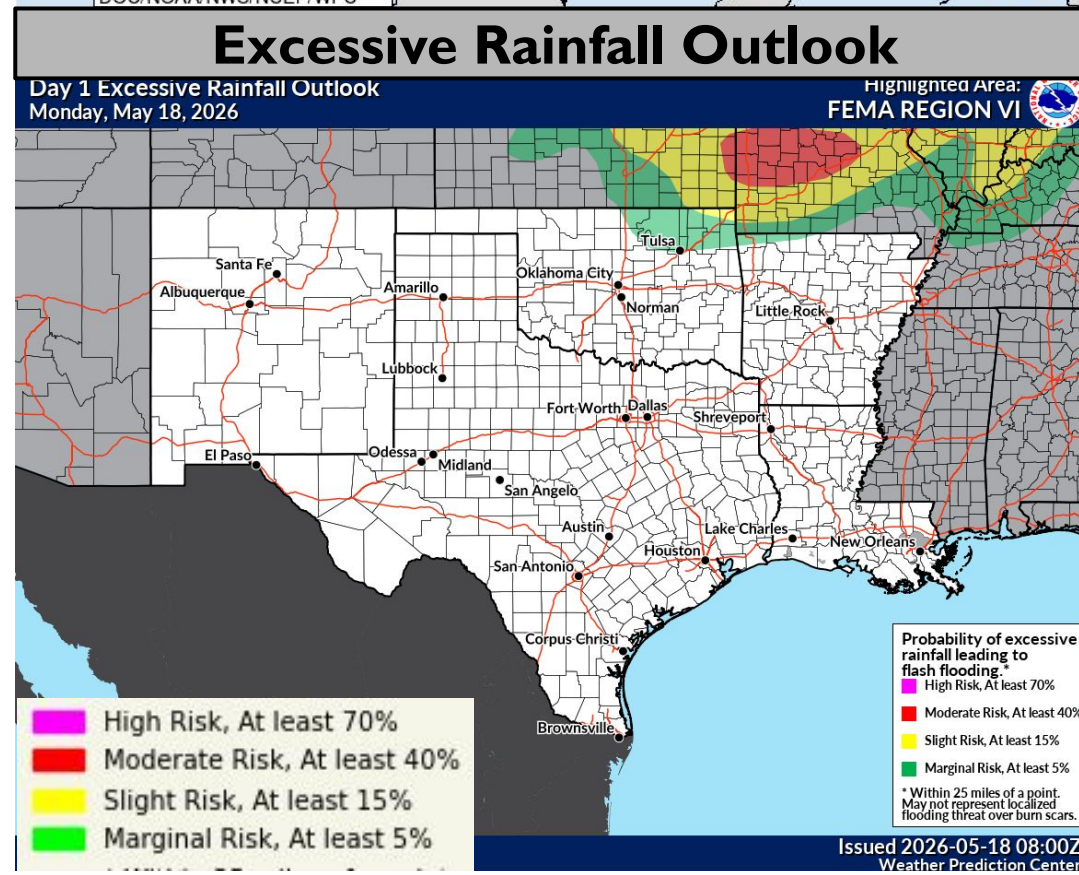 DOC/NOAA/NWS/NCEP/WPC
Excessive Rainfall Outlook
Day 1 Excessive Rainfall Outlook
Monday, May 18, 2026
Highlighted Area:
FEMA REGION VI
Tulsa
Santa Fe
Oklahoma City
Albuquerque
Amarillo
Norman
Little Rock
Lubbock
Fort Worth
Dallas
Shreveport
El Paso
Odessa
Midland
San Angelo
Austin
Lake Charles
New Orleans
Houston
San Antonio
Corpus Christi
Brownsville
Probability of excessive
rainfall leading to
flash flooding.*
High Risk, At least 70%
Moderate Risk, At least 40%
Slight Risk, At least 15%
Marginal Risk, At least 5%
* Within 25 miles of a point.
May not represent localized
flooding threat over burn scars.
High Risk, At least 70%
Moderate Risk, At least 40%
Slight Risk, At least 15%
Marginal Risk, At least 5%
Issued 2026-05-18 08:00Z
Weather Prediction Center